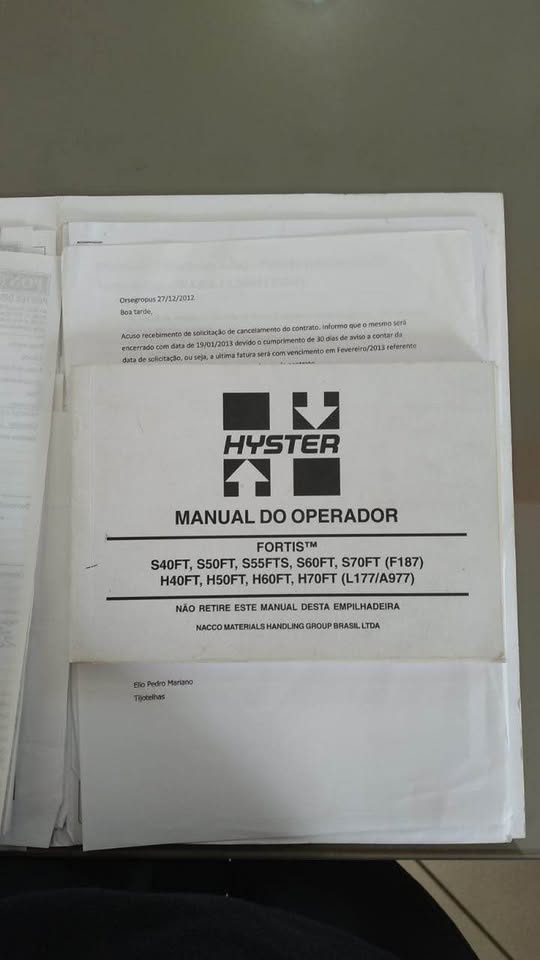 Orsegropus 27/12/2012
Boa tarde,
Acuso recebimento de solicitação de cancelamento do contrato, informo que o mesmo será
encerrado com data de 19/01/2013 devido o cumprimento de 30 dias de aviso a contar da
data de solicitação, ou seja, a ultima fatura será com vencimento em Fevereiro/2013 referente
HYSTER
MANUAL DO OPERADOR
FORTIS™
S40FT, S50FT, S55FTS, S60FT, S70FT (F187)
H40FT, H50FT, H60FT, H70FT (L177/A977)
NÃO RETIRE ESTE MANUAL DESTA EMPILHADEIRA
NACCO MATERIALS HANDLING GROUP BRASIL LTDA
Elio Pedro Mariano
Tijotelhas